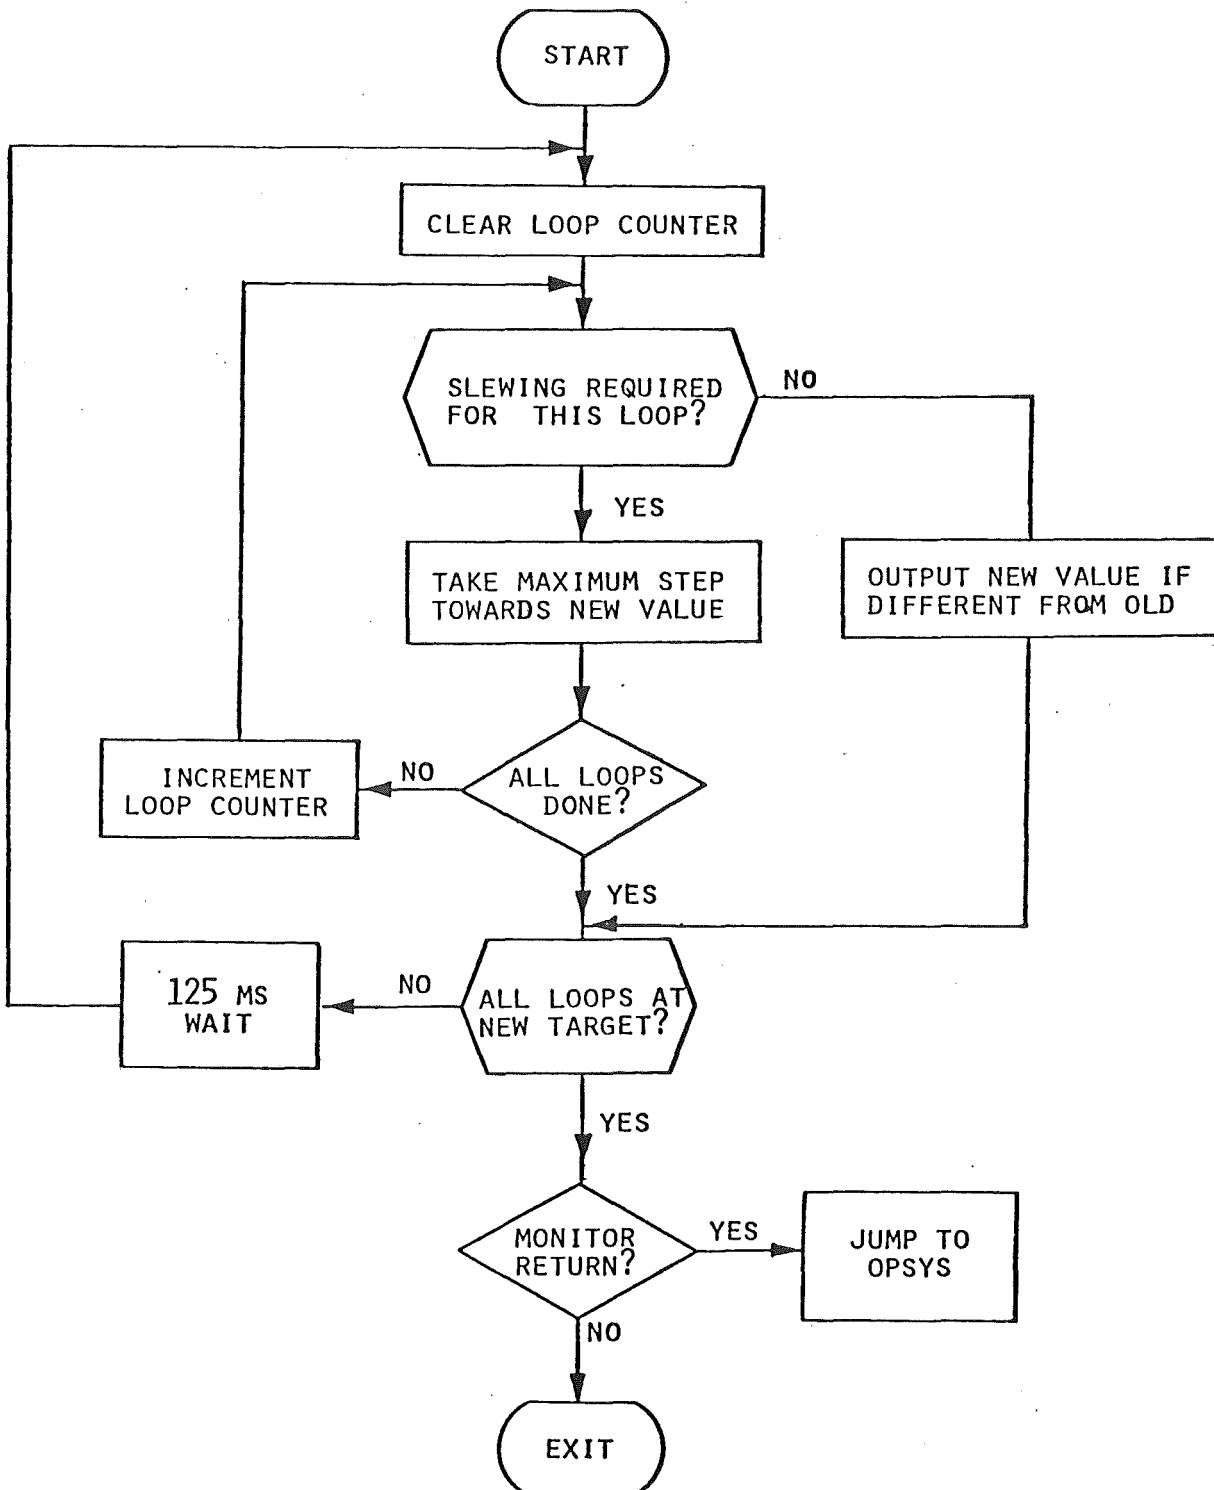 START
CLEAR LOOP COUNTER
SLEWING REQUIRED
FOR THIS LOOP?
NO
YES
TAKE MAXIMUM STEP
TOWARDS NEW VALUE
OUTPUT NEW VALUE IF
DIFFERENT FROM OLD
ALL LOOPS
DONE?
NO
INCREMENT
LOOP COUNTER
YES
ALL LOOPS AT
NEW TARGET?
NO
125 MS
WAIT
YES
MONITOR
RETURN?
YES
JUMP TO
OPSYS
NO
EXIT